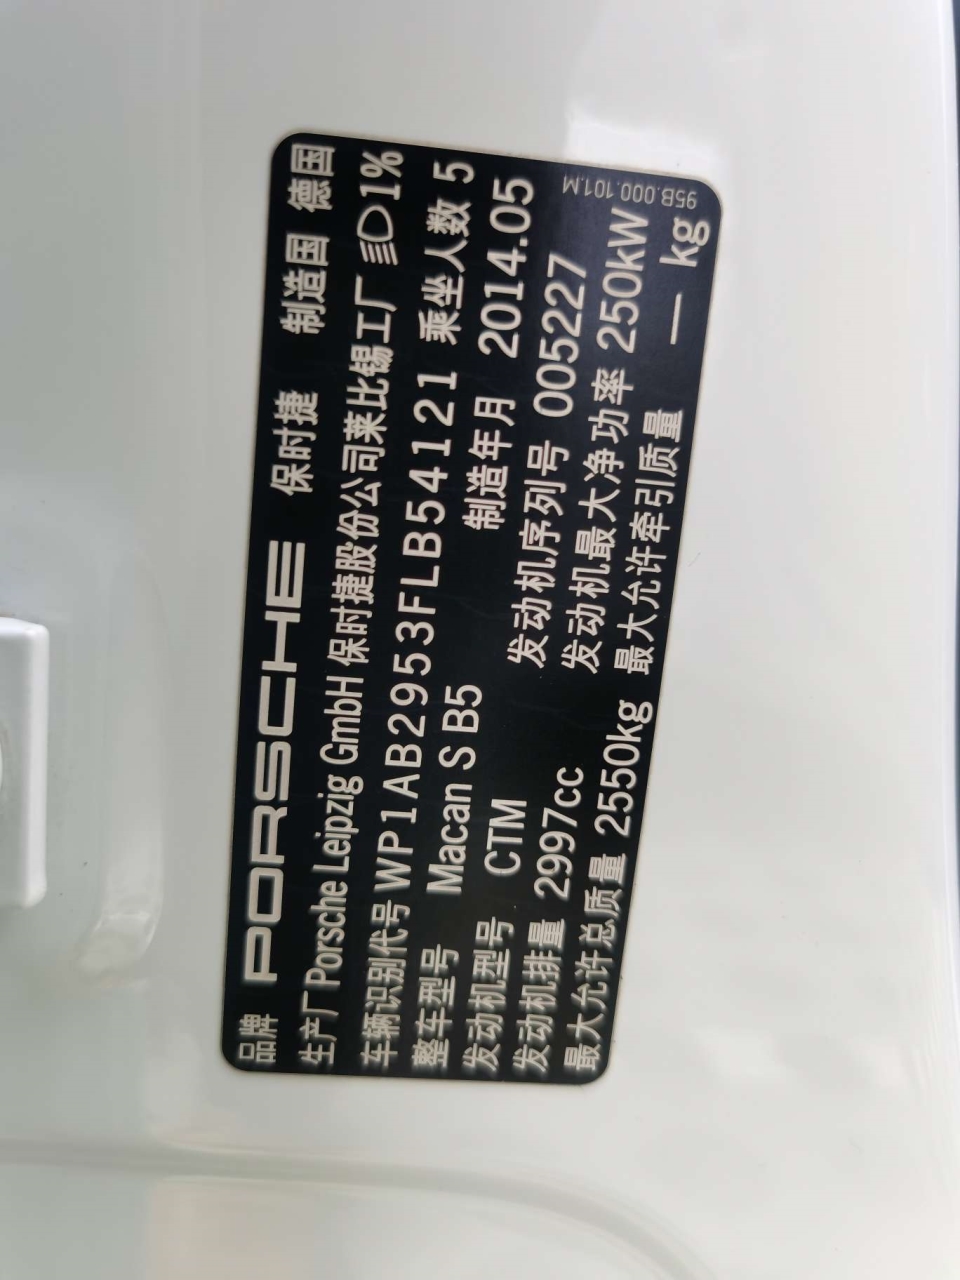 品牌 PORSCHE 保时捷 制造国 德国
生产厂 Porsche Leipzig GmbH 保时捷股份公司莱比锡工厂 1%
车辆识别代号 WP1AB2953FLB54121 乘坐人数 5
整车型号 Macan S B5 制造年月 2014.05
发动机型号 CTM 发动机序列号 005227
发动机排量 2997cc 发动机最大净功率 250kW
最大允许总质量 2550kg 最大允许牵引质量 — kg
95B.000.101.M